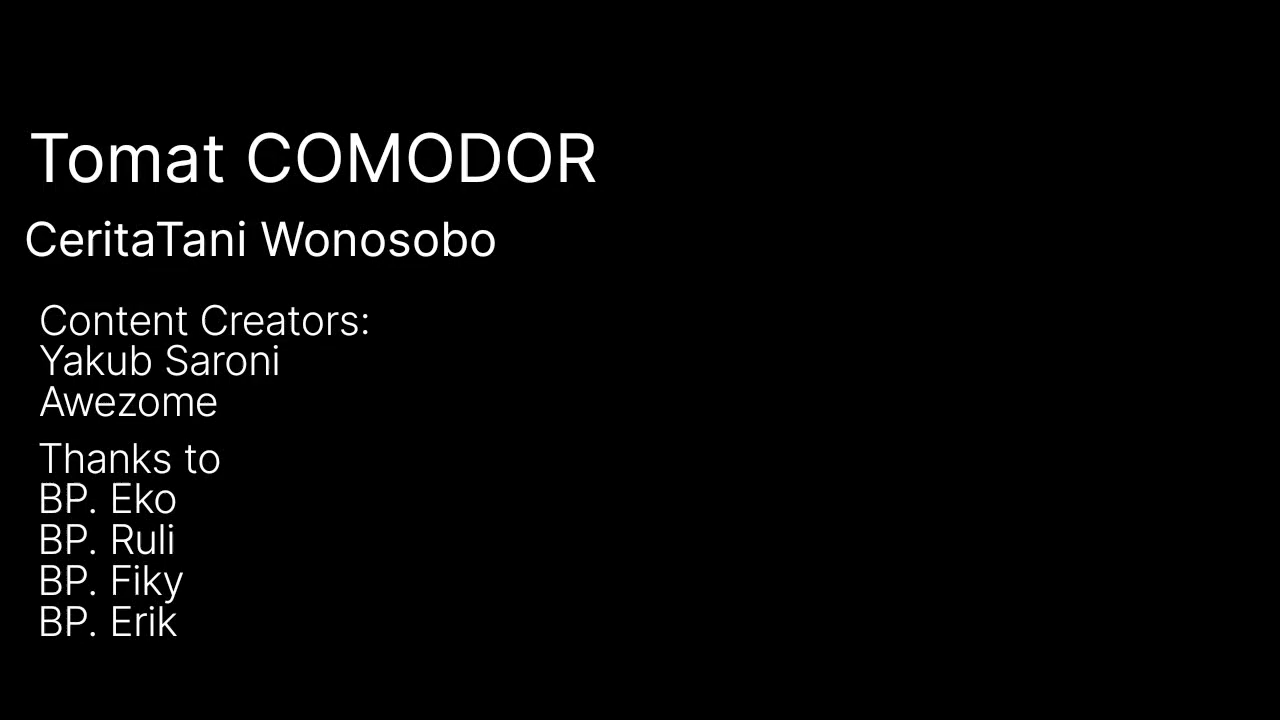 Tomat COMODOR
CeritaTani Wonosobo
Content Creators:
Yakub Saroni
Awezome
Thanks to
BP. Eko
BP. Ruli
BP. Fiky
BP. Erik